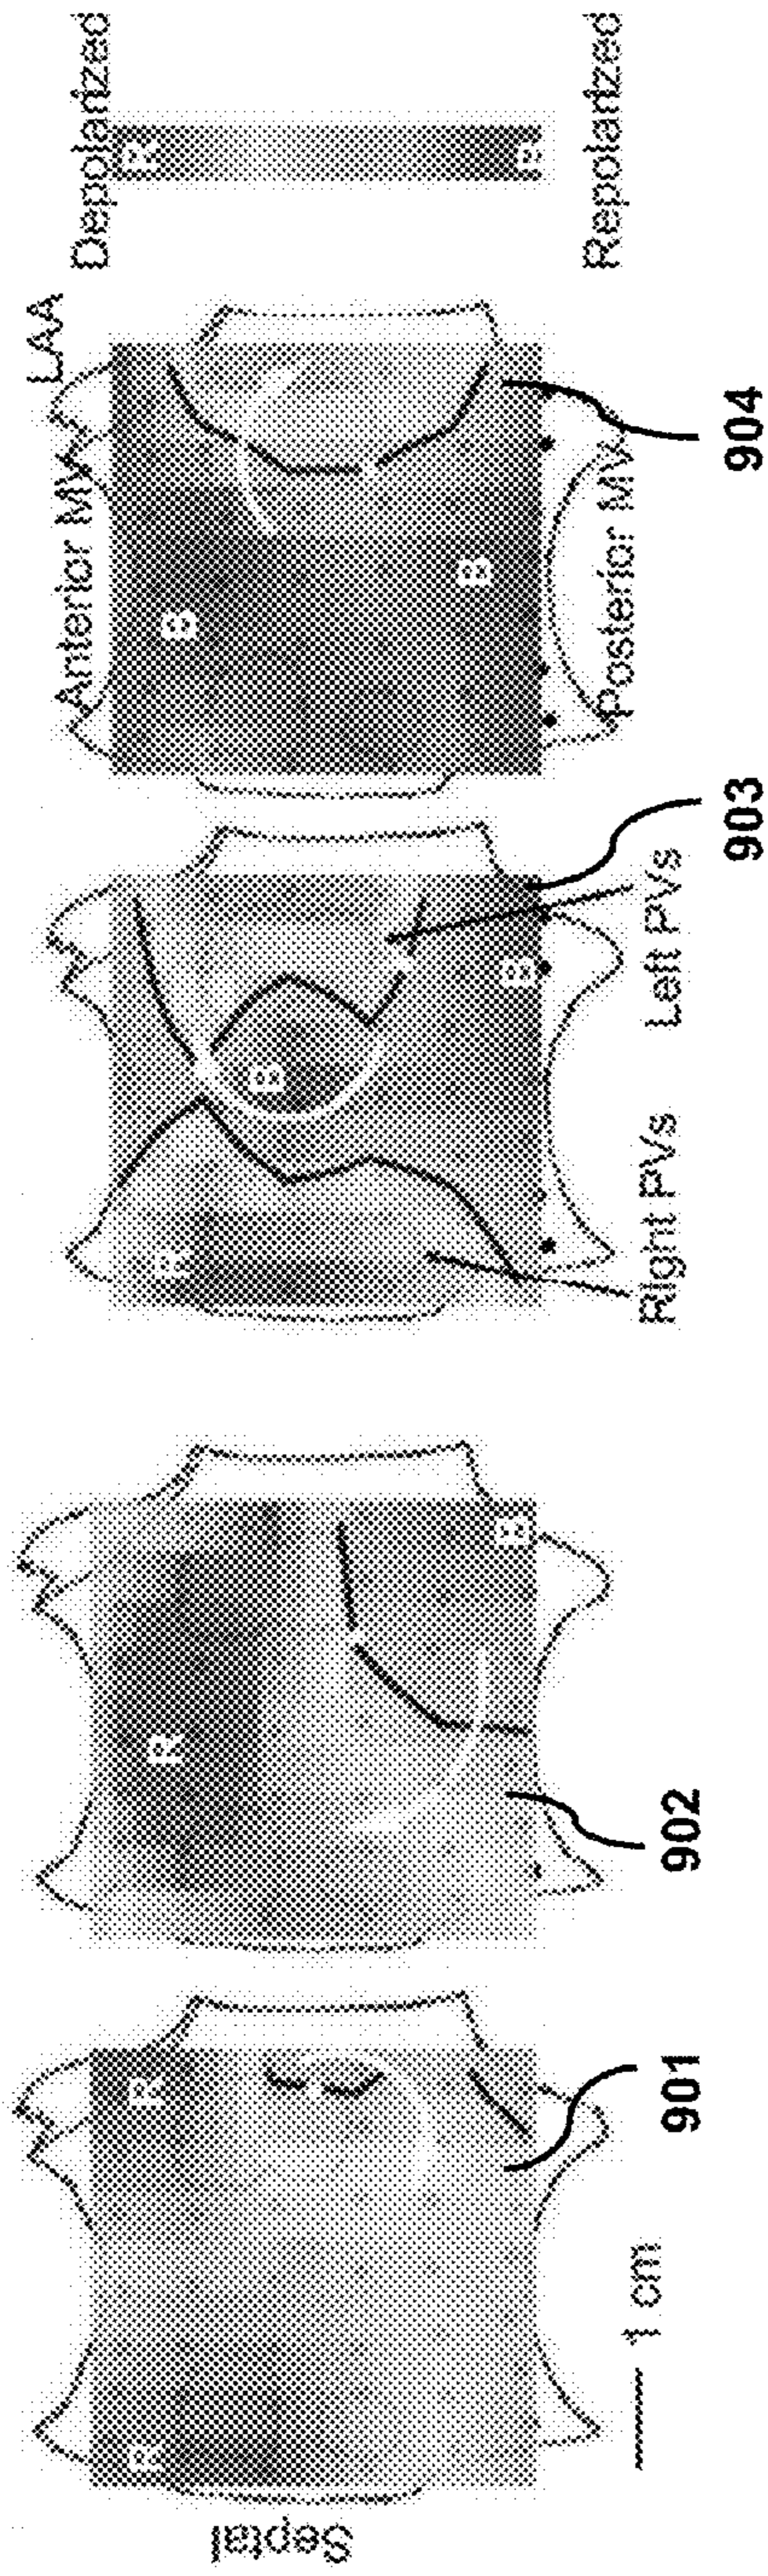 Septal
R
R
901
1 cm
R
B
902
R
B
B
903
Right PVs
Left PVs
Anterior MV
LAA
B
B
904
Posterior MV
Depolarized
R
B
Repolarized